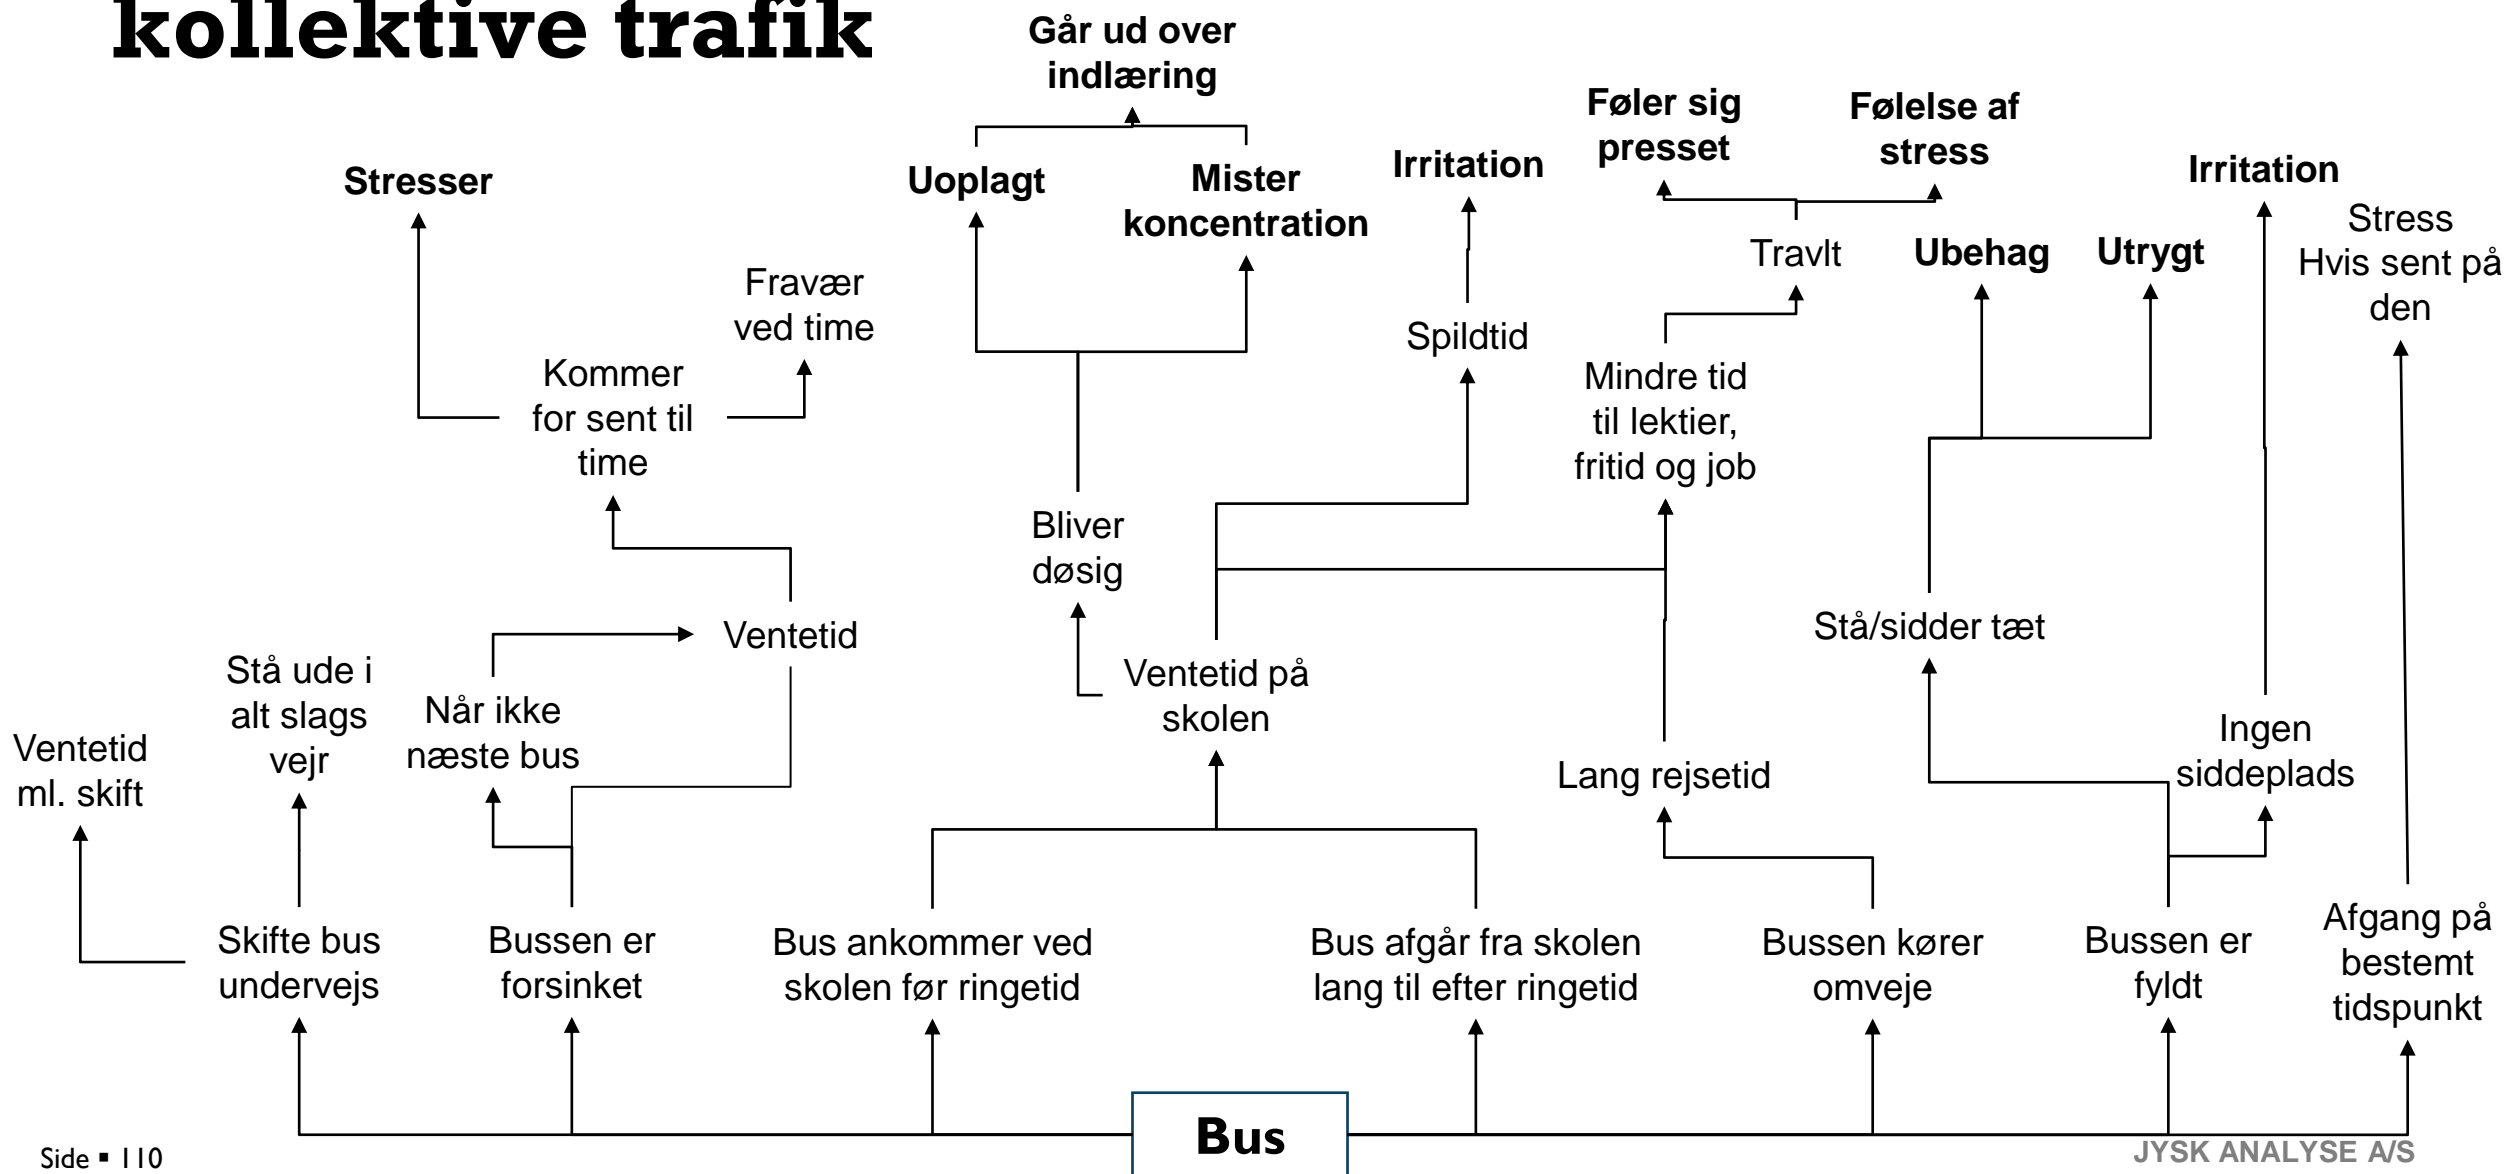 kollektive trafik
Går ud over
indlæring
Føler sig
presset
Følelse af
stress
Stresser
Uoplagt
Mister
koncentration
Irritation
Irritation
Stress
Hvis sent på
den
Travlt
Ubehag
Utrygt
Fravær
ved time
Spildtid
Kommer
for sent til
time
Mindre tid
til lektier,
fritid og job
Bliver
døsig
Ventetid
Stå/sidder tæt
Stå ude i
alt slags
vejr
Når ikke
næste bus
Ventetid på
skolen
Ventetid
ml. skift
Lang rejsetid
Ingen
siddeplads
Skifte bus
undervejs
Bussen er
forsinket
Bus ankommer ved
skolen før ringetid
Bus afgår fra skolen
lang til efter ringetid
Bussen kører
omveje
Bussen er
fyldt
Afgang på
bestemt
tidspunkt
Bus
Side ▪ 110
JYSK ANALYSE A/S